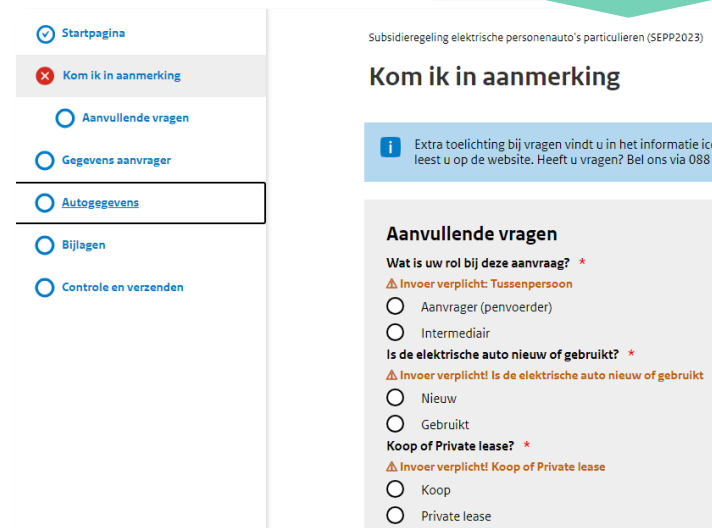 Startpagina
Kom ik in aanmerking
Aanvullende vragen
Gegevens aanvrager
Autogegevens
Bijlagen
Controle en verzenden
Subsidieregeling elektrische personenauto's particulieren (SEPP2023)
Kom ik in aanmerking
Extra toelichting bij vragen vindt u in het informatie
leest u op de website. Heeft u vragen? Bel ons via 088
Aanvullende vragen
Wat is uw rol bij deze aanvraag? *
Invoer verplicht: Tussenpersoon
Aanvrager (penvoerder)
Intermediair
Is de elektrische auto nieuw of gebruikt? *
Invoer verplicht! Is de elektrische auto nieuw of gebruikt
Nieuw
Gebruikt
Koop of Private lease? *
Invoer verplicht! Koop of Private lease
Koop
Private lease